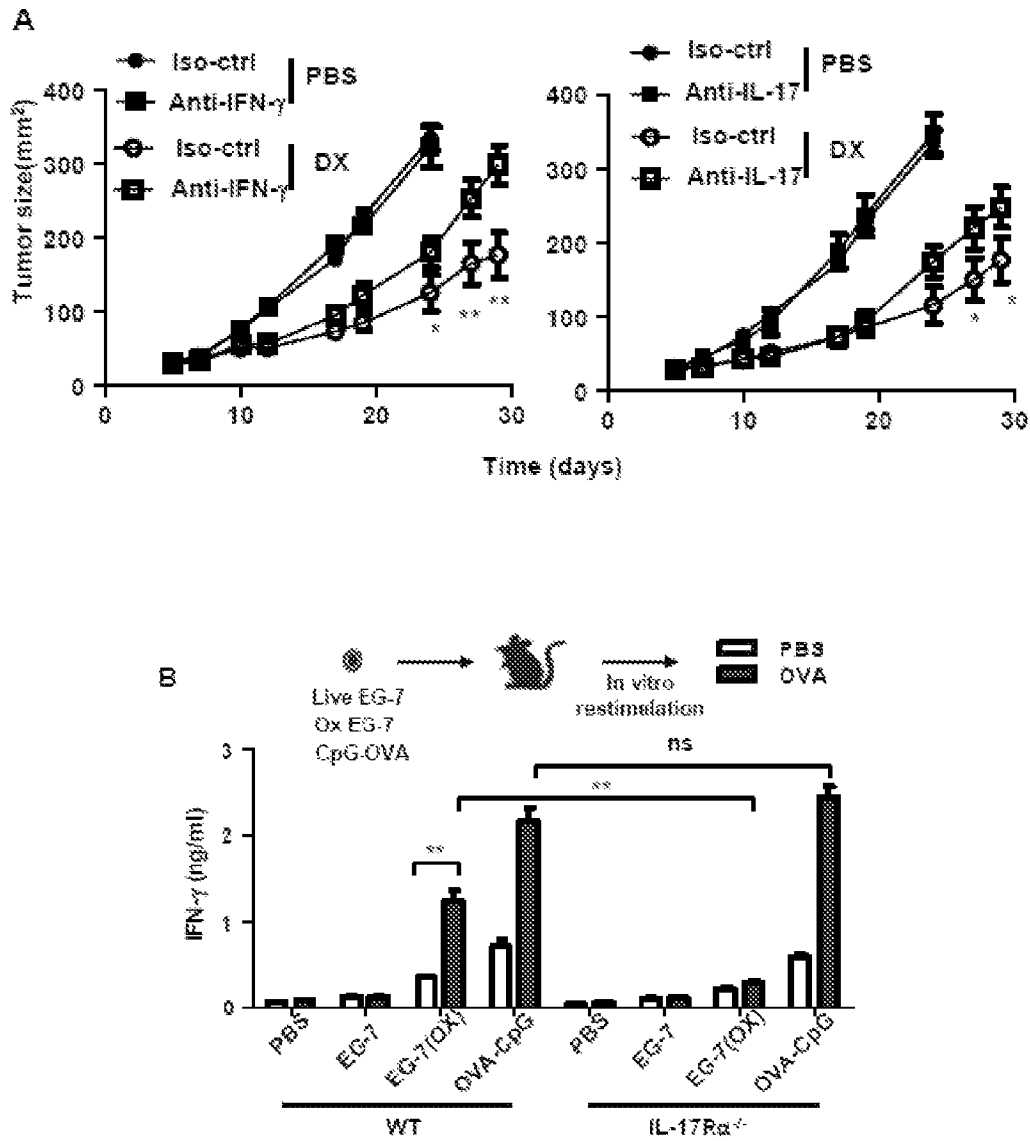 A
Iso-ctrl
Anti-IFN-γ
PBS
Iso-ctrl
Anti-IFN-γ
DX
Tumor size(mm²)
400
300
200
100
0
0 10 20 30
* ** **
Iso-ctrl
Anti-IL-17
PBS
Iso-ctrl
Anti-IL-17
DX
400
300
200
100
0
0 10 20 30
* *
Time (days)
B
Live EG-7
Ox EG-7
CpG-OVA
In vitro
restimulation
PBS
OVA
ns
**
**
IFN-γ (ng/ml)
3
2
1
0
PBS EG-7 EG-7(OX) OVA-CpG PBS EG-7 EG-7(OX) OVA-CpG
WT IL-17Rα-/-